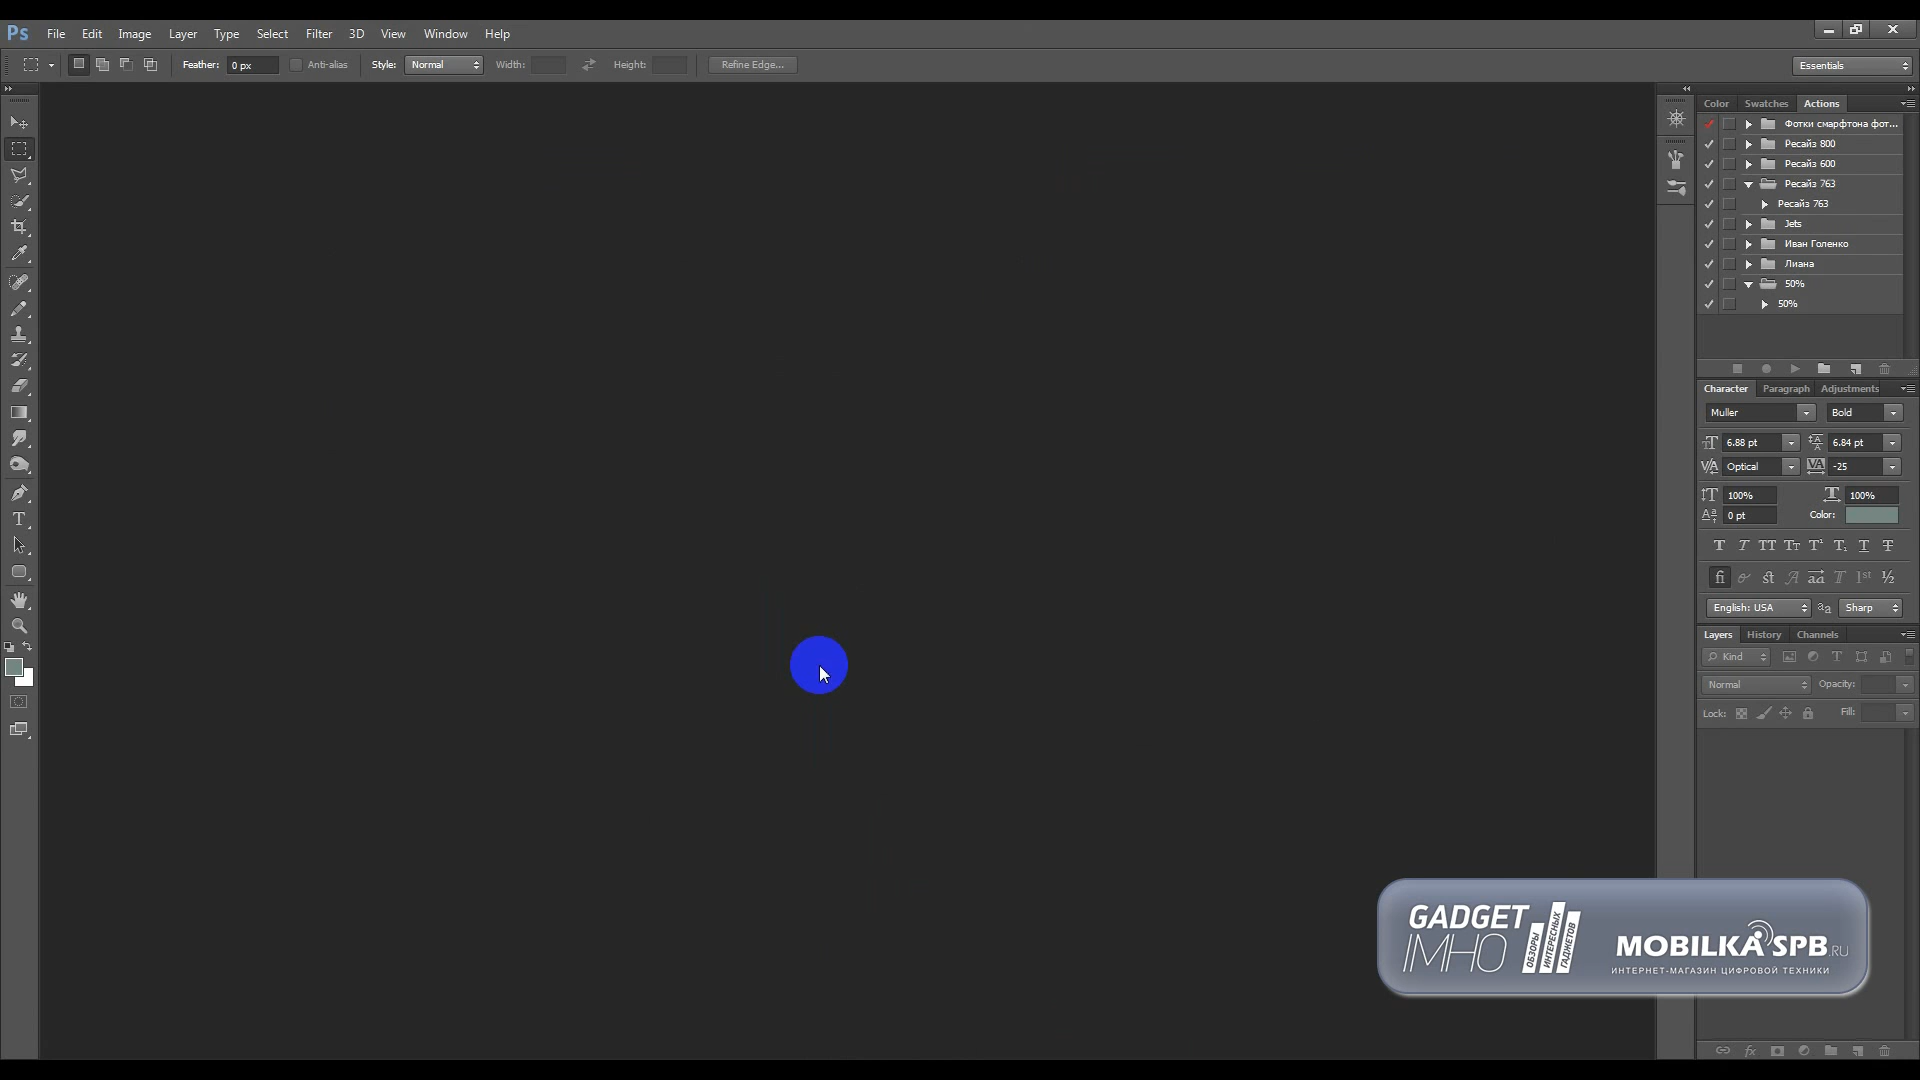 Ps File Edit Image Layer Type Select Filter 3D View Window Help
Feather: 0 px Anti-alias Style: Normal Width: Height: Refine Edge... Essentials
Color Swatches Actions
Фотки смарфтона фот...
Ресайз 800
Ресайз 600
Ресайз 763
Ресайз 763
Jets
Иван Голенко
Лиана
50%
50%
Character Paragraph Adjustments
Muller Bold
6.88 pt 6.84 pt
Optical -25
100% 100%
0 pt Color:
English: USA Sharp
Layers History Channels
Kind
Normal Opacity:
Lock: Fill:
GADGET
IMHO
ОБЗОРЫ
ИНТЕРЕСНЫХ
ГАДЖЕТОВ
MOBILKA SPB.RU
ИНТЕРНЕТ-МАГАЗИН ЦИФРОВОЙ ТЕХНИКИ